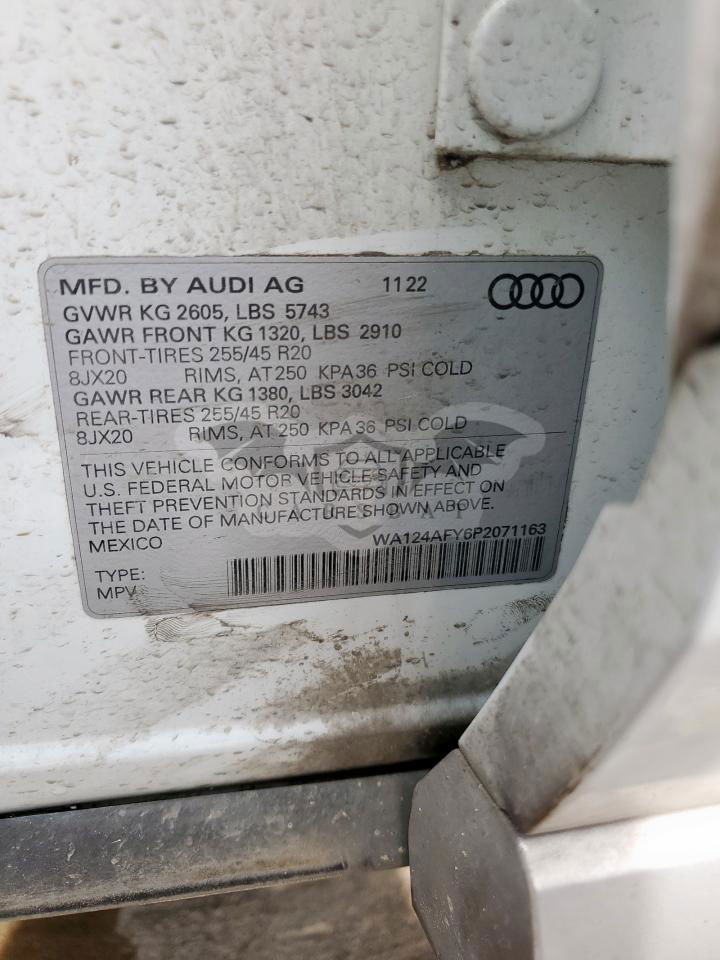 MFD. BY AUDI AG 11 22
GVWR KG 2605, LBS 5743
GAWR FRONT KG 1320, LBS 2910
FRONT-TIRES 255/45 R20
8JX20 RIMS, AT 250 KPA 36 PSI COLD
GAWR REAR KG 1380, LBS 3042
REAR-TIRES 255/45 R20
8JX20 RIMS, AT 250 KPA 36 PSI COLD
THIS VEHICLE CONFORMS TO ALL APPLICABLE
U.S. FEDERAL MOTOR VEHICLE SAFETY AND
THEFT PREVENTION STANDARDS IN EFFECT ON
THE DATE OF MANUFACTURE SHOWN ABOVE.
MEXICO WA124AFY6P2071163
TYPE:
MPV